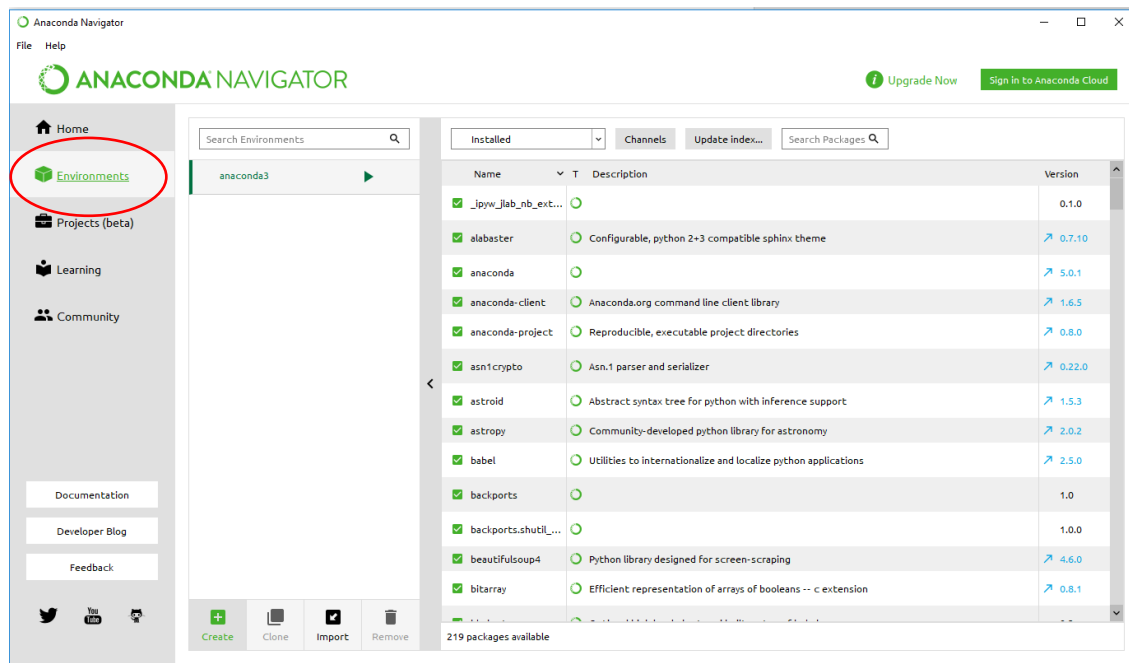 Anaconda Navigator
File Help
ANACONDA NAVIGATOR
Upgrade Now
Sign in to Anaconda Cloud
Home
Environments
Projects (beta)
Learning
Community
Documentation
Developer Blog
Feedback
You Tube
Search Environments
anaconda3
Create Clone Import Remove
Installed Channels Update index... Search Packages
Name T Description Version
_ipyw_jlab_nb_ext... 0.1.0
alabaster Configurable, python 2+3 compatible sphinx theme 0.7.10
anaconda 5.0.1
anaconda-client Anaconda.org command line client library 1.6.5
anaconda-project Reproducible, executable project directories 0.8.0
asn1crypto Asn.1 parser and serializer 0.22.0
astroid Abstract syntax tree for python with inference support 1.5.3
astropy Community-developed python library for astronomy 2.0.2
babel Utilities to internationalize and localize python applications 2.5.0
backports 1.0
backports.shutil_... 1.0.0
beautifulsoup4 Python library designed for screen-scraping 4.6.0
bitarray Efficient representation of arrays of booleans -- c extension 0.8.1
219 packages available